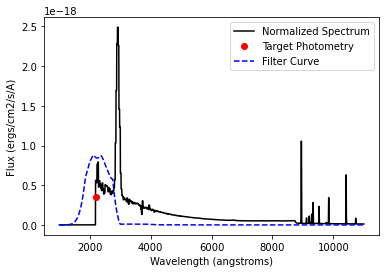 1e−18
Normalized Spectrum
Target Photometry
Filter Curve
Flux (ergs/cm2/s/A)
2.5
2.0
1.5
1.0
0.5
0.0
2000 4000 6000 8000 10000
Wavelength (angstroms)